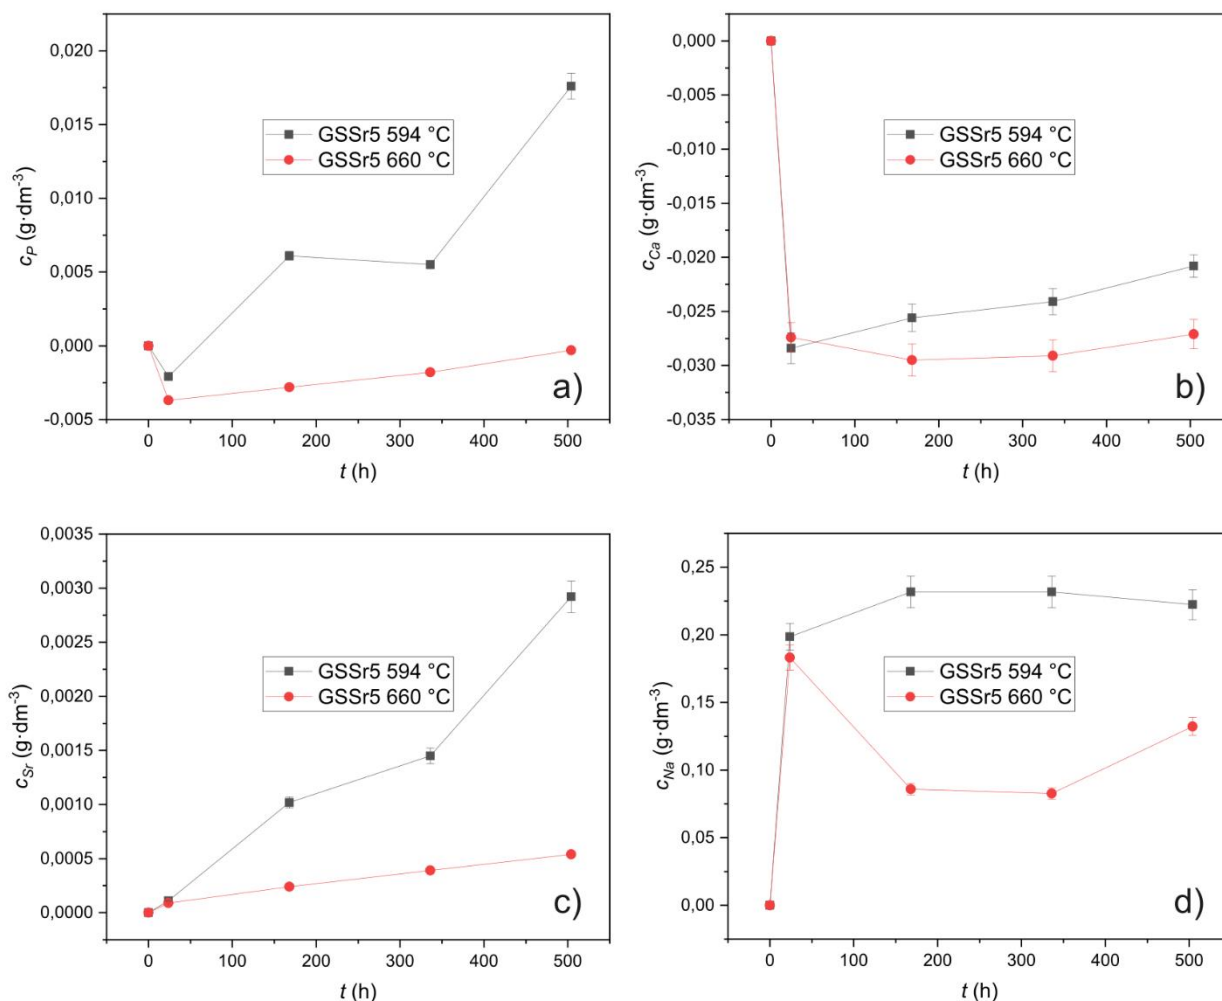 0,020
0,015
0,010
0,005
0,000
-0,005
c_P (g·dm⁻³)
GSSr5 594 °C
GSSr5 660 °C
a)
0 100 200 300 400 500
t (h)
0,000
-0,005
-0,010
-0,015
-0,020
-0,025
-0,030
-0,035
c_Ca (g·dm⁻³)
GSSr5 594 °C
GSSr5 660 °C
b)
0 100 200 300 400 500
t (h)
0,0035
0,0030
0,0025
0,0020
0,0015
0,0010
0,0005
0,0000
c_Sr (g·dm⁻³)
GSSr5 594 °C
GSSr5 660 °C
c)
0 100 200 300 400 500
t (h)
0,25
0,20
0,15
0,10
0,05
0,00
c_Na (g·dm⁻³)
GSSr5 594 °C
GSSr5 660 °C
d)
0 100 200 300 400 500
t (h)